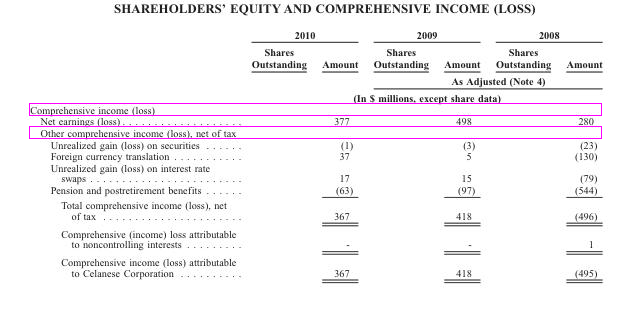 SHAREHOLDERS' EQUITY AND COMPREHENSIVE INCOME (LOSS)
2010 2009 2008
Shares Shares Shares
Outstanding Amount Outstanding Amount Outstanding Amount
As Adjusted (Note 4)
(In $ millions, except share data)
Comprehensive income (loss)
Net earnings (loss) . . . . . . . . . . . . . . . . . . . 377 498 280
Other comprehensive income (loss), net of tax
Unrealized gain (loss) on securities . . . . . . (1) (3) (23)
Foreign currency translation . . . . . . . . . . . 37 5 (130)
Unrealized gain (loss) on interest rate
swaps . . . . . . . . . . . . . . . . . . . . . . . . 17 15 (79)
Pension and postretirement benefits . . . . . . (63) (97) (544)
Total comprehensive income (loss), net
of tax . . . . . . . . . . . . . . . . . . . . . . 367 418 (496)
Comprehensive (income) loss attributable
to noncontrolling interests . . . . . . . . . - - 1
Comprehensive income (loss) attributable
to Celanese Corporation . . . . . . . . . . 367 418 (495)